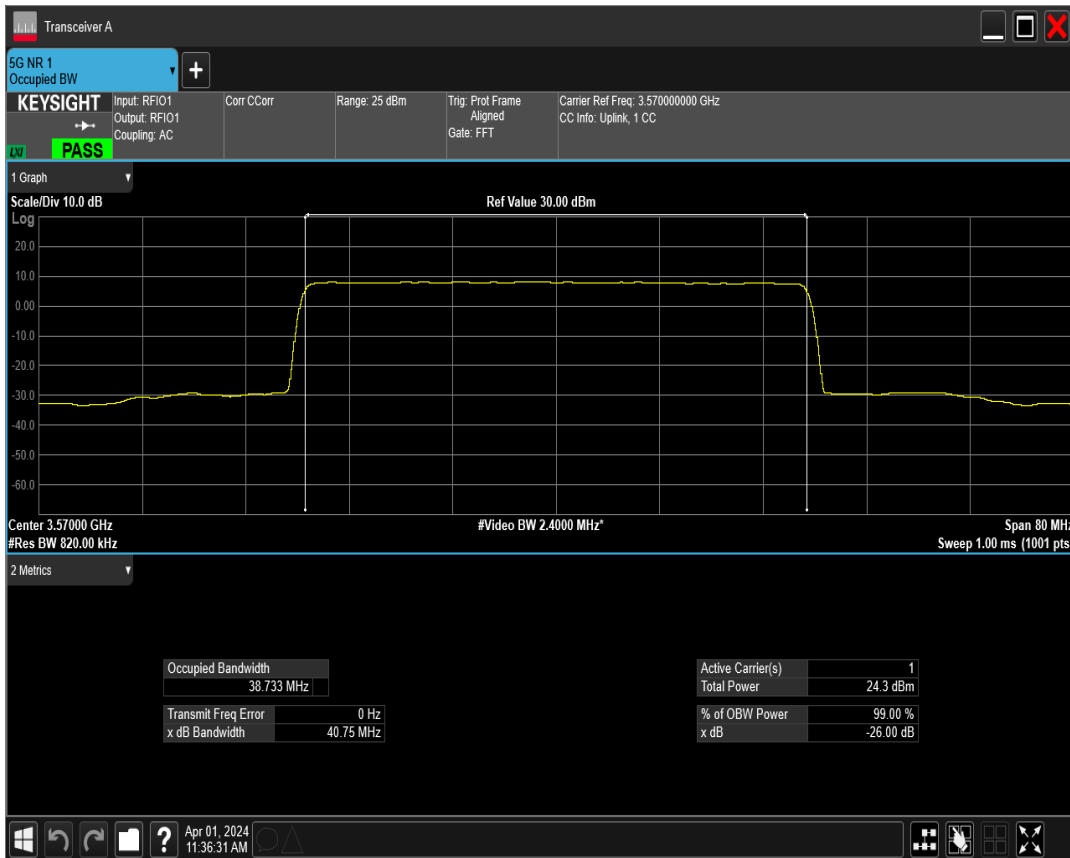 Transceiver A
5G NR 1
Occupied BW
KEYSIGHT
LXI
PASS
Input: RFIO1
Output: RFIO1
Coupling: AC
Corr CCorr
Range: 25 dBm
Trig: Prot Frame
Aligned
Gate: FFT
Carrier Ref Freq: 3.570000000 GHz
CC Info: Uplink, 1 CC
1 Graph
Scale/Div 10.0 dB
Ref Value 30.00 dBm
Log
20.0
10.0
0.00
-10.0
-20.0
-30.0
-40.0
-50.0
-60.0
Center 3.57000 GHz
#Video BW 2.4000 MHz*
Span 80 MHz
#Res BW 820.00 kHz
Sweep 1.00 ms (1001 pts
2 Metrics
Occupied Bandwidth
38.733 MHz
Transmit Freq Error 0 Hz
x dB Bandwidth 40.75 MHz
Active Carrier(s) 1
Total Power 24.3 dBm
% of OBW Power 99.00 %
x dB -26.00 dB
?
Apr 01, 2024
11:36:31 AM